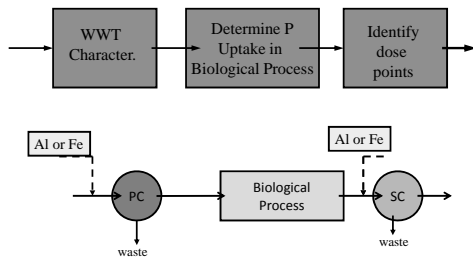 WWT
Character.
Determine P
Uptake in
Biological Process
Identify
dose
points
Al or Fe
Al or Fe
PC
Biological
Process
SC
waste
waste